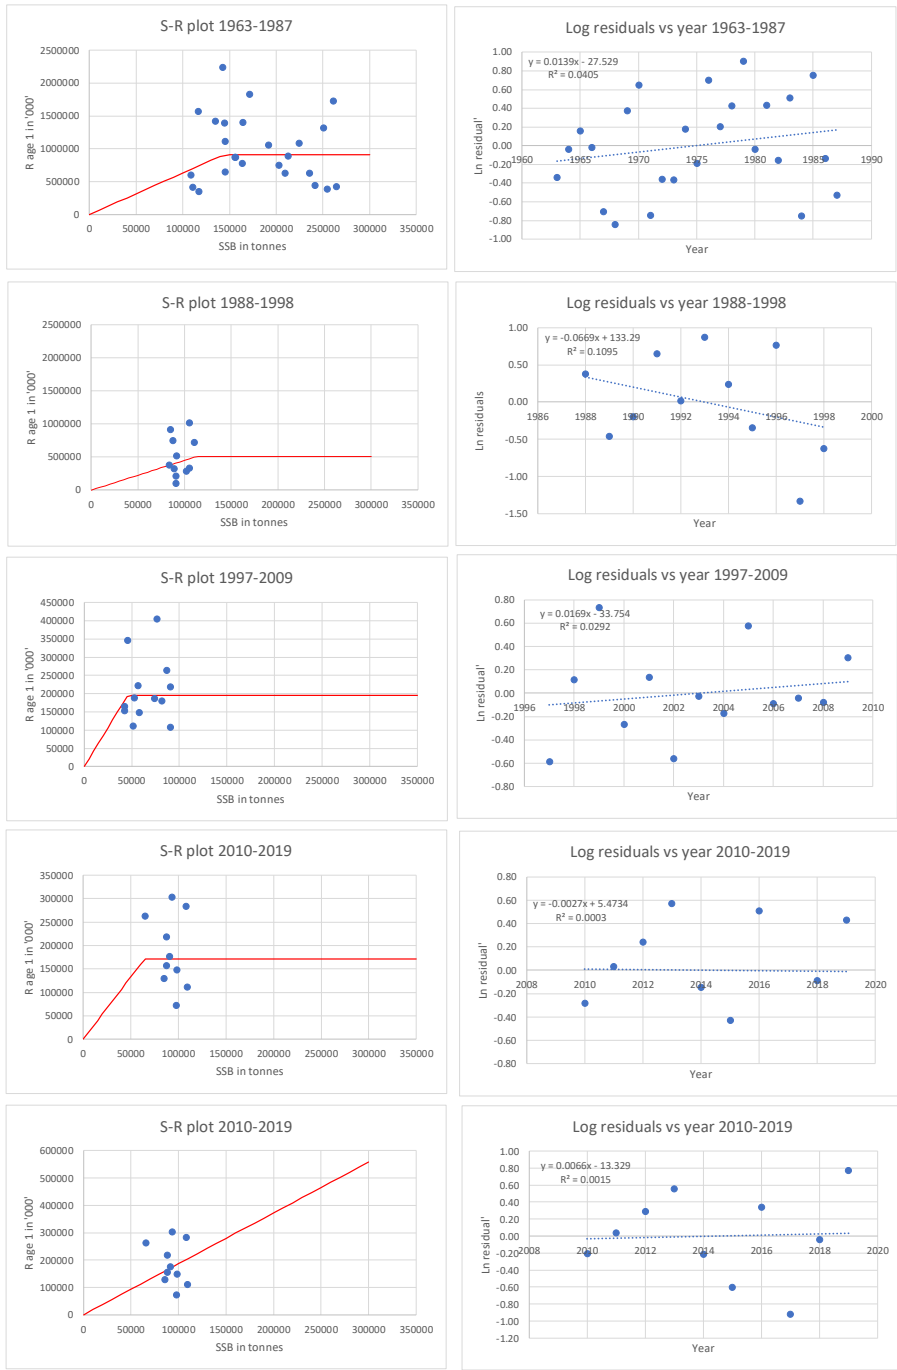 S-R plot 1963-1987
R age 1 in '000'
2500000
2000000
1500000
1000000
500000
0
0 50000 100000 150000 200000 250000 300000 350000
SSB in tonnes
Log residuals vs year 1963-1987
y = 0.0139x - 27.529
R² = 0.0405
Ln residual'
1.00
0.80
0.60
0.40
0.20
0.00
-0.20
-0.40
-0.60
-0.80
-1.00
1960 1965 1970 1975 1980 1985 1990
Year
S-R plot 1988-1998
R age 1 in '000'
2500000
2000000
1500000
1000000
500000
0
0 50000 100000 150000 200000 250000 300000 350000
SSB in tonnes
Log residuals vs year 1988-1998
y = -0.0669x + 133.29
R² = 0.1095
Ln residuals
1.00
0.50
0.00
-0.50
-1.00
-1.50
1986 1988 1990 1992 1994 1996 1998 2000
Year
S-R plot 1997-2009
R age 1 in '000'
450000
400000
350000
300000
250000
200000
150000
100000
50000
0
0 50000 100000 150000 200000 250000 300000 350000
SSB in tonnes
Log residuals vs year 1997-2009
y = 0.0169x - 33.754
R² = 0.0292
Ln residual'
0.80
0.60
0.40
0.20
0.00
-0.20
-0.40
-0.60
-0.80
1996 1998 2000 2002 2004 2006 2008 2010
Year
S-R plot 2010-2019
R age 1 in '000'
350000
300000
250000
200000
150000
100000
50000
0
0 50000 100000 150000 200000 250000 300000 350000
SSB in tonnes
Log residuals vs year 2010-2019
y = -0.0027x + 5.4734
R² = 0.0003
Ln residual'
0.80
0.60
0.40
0.20
0.00
-0.20
-0.40
-0.60
-0.80
2008 2010 2012 2014 2016 2018 2020
Year
S-R plot 2010-2019
R age 1 in '000'
600000
500000
400000
300000
200000
100000
0
0 50000 100000 150000 200000 250000 300000 350000
SSB in tonnes
Log residuals vs year 2010-2019
y = 0.0066x - 13.329
R² = 0.0015
Ln residual'
1.00
0.80
0.60
0.40
0.20
0.00
-0.20
-0.40
-0.60
-0.80
-1.00
-1.20
2008 2010 2012 2014 2016 2018 2020
Year